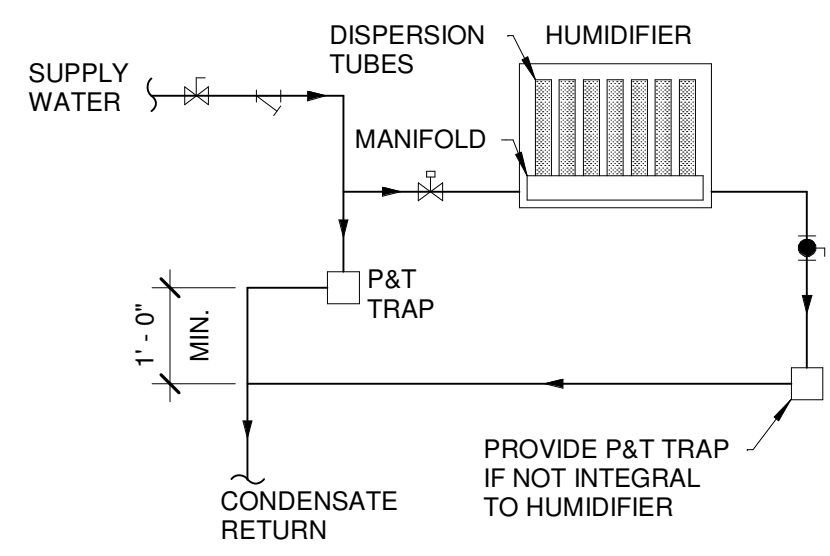 DISPERSION
TUBES
HUMIDIFIER
SUPPLY
WATER
MANIFOLD
P&T
TRAP
1' - 0"
MIN.
PROVIDE P&T TRAP
IF NOT INTEGRAL
TO HUMIDIFIER
CONDENSATE
RETURN